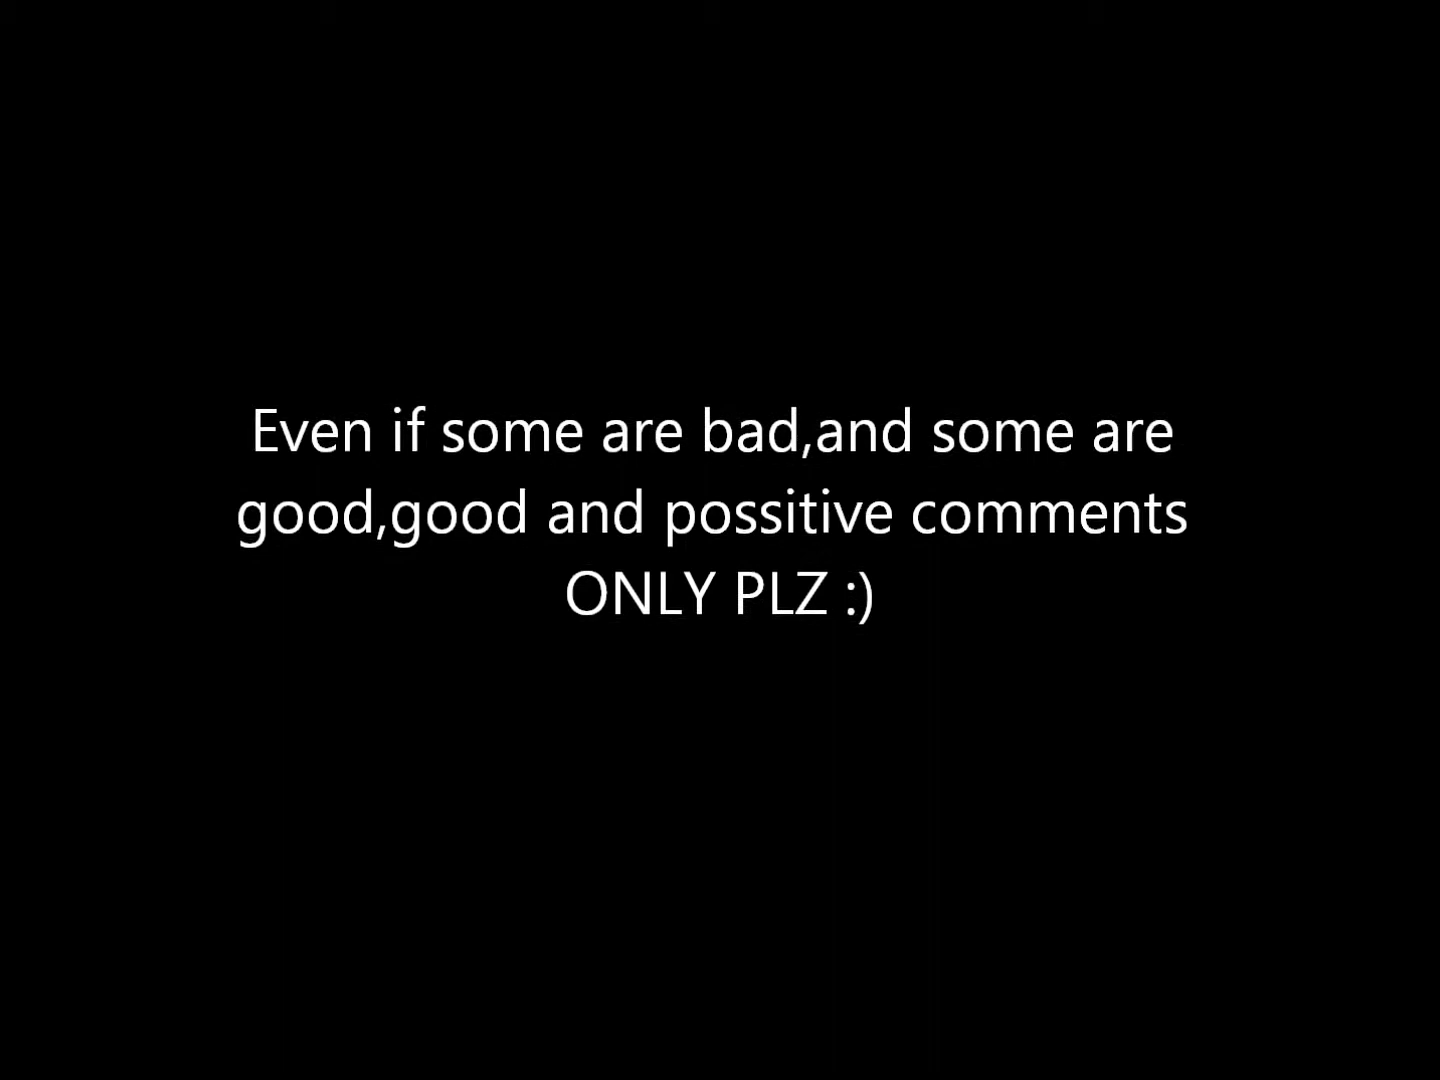 Even if some are bad,and some are
good,good and possitive comments
ONLY PLZ :)